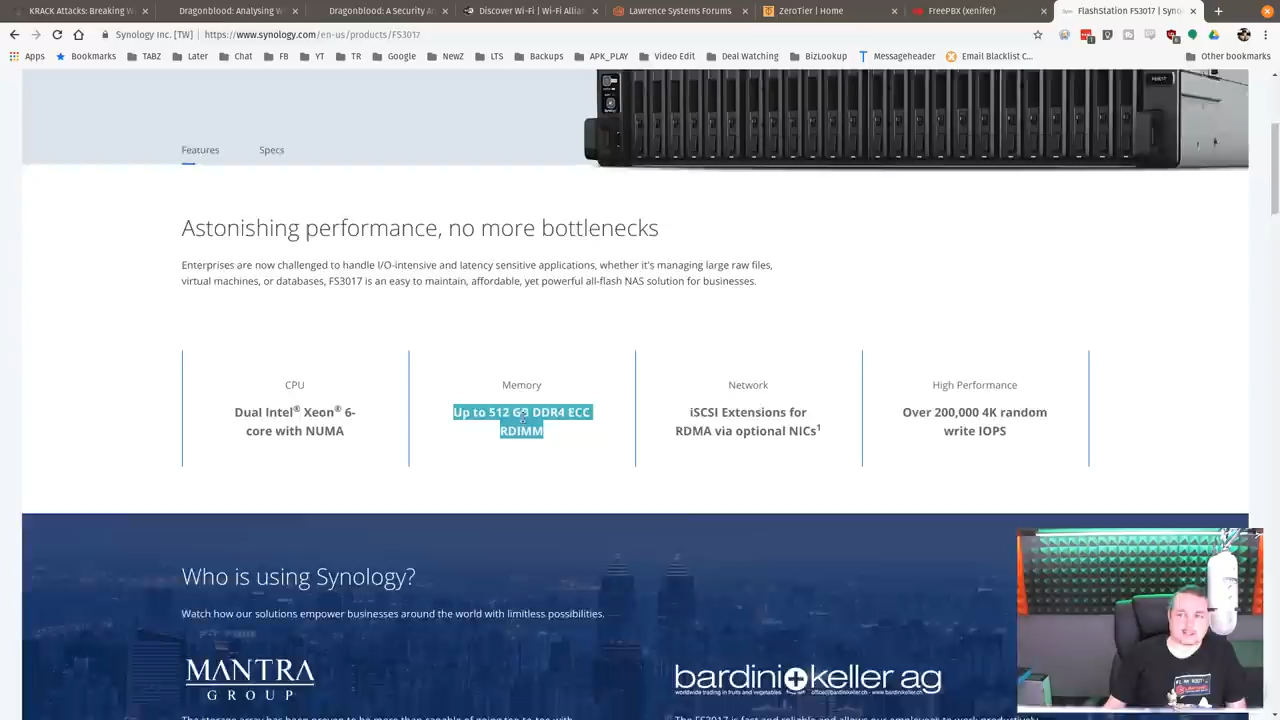 KRACK Attacks: Breaking W
Dragonblood: Analysing W
Dragonblood: A Security An
Discover Wi-Fi | Wi-Fi Allian
Lawrence Systems Forums
ZeroTier | Home
FreePBX (xenifer)
FlashStation FS3017 | Syno
Synology Inc. [TW] | https://www.synology.com/en-us/products/FS3017
Apps
Bookmarks
TABZ
Later
Chat
FB
YT
TR
Google
NewZ
LTS
Backups
APK_PLAY
Video Edit
Deal Watching
BizLookup
Messageheader
Email Blacklist C...
Other bookmarks
Features
Specs
Astonishing performance, no more bottlenecks
Enterprises are now challenged to handle I/O-intensive and latency sensitive applications, whether it's managing large raw files,
virtual machines, or databases, FS3017 is an easy to maintain, affordable, yet powerful all-flash NAS solution for businesses.
CPU
Dual Intel® Xeon® 6-
core with NUMA
Memory
Up to 512 GB DDR4 ECC
RDIMM
Network
iSCSI Extensions for
RDMA via optional NICs1
High Performance
Over 200,000 4K random
write IOPS
Who is using Synology?
Watch how our solutions empower businesses around the world with limitless possibilities.
MANTRA
GROUP
bardini+keller ag
worldwide trading in fruits and vegetables